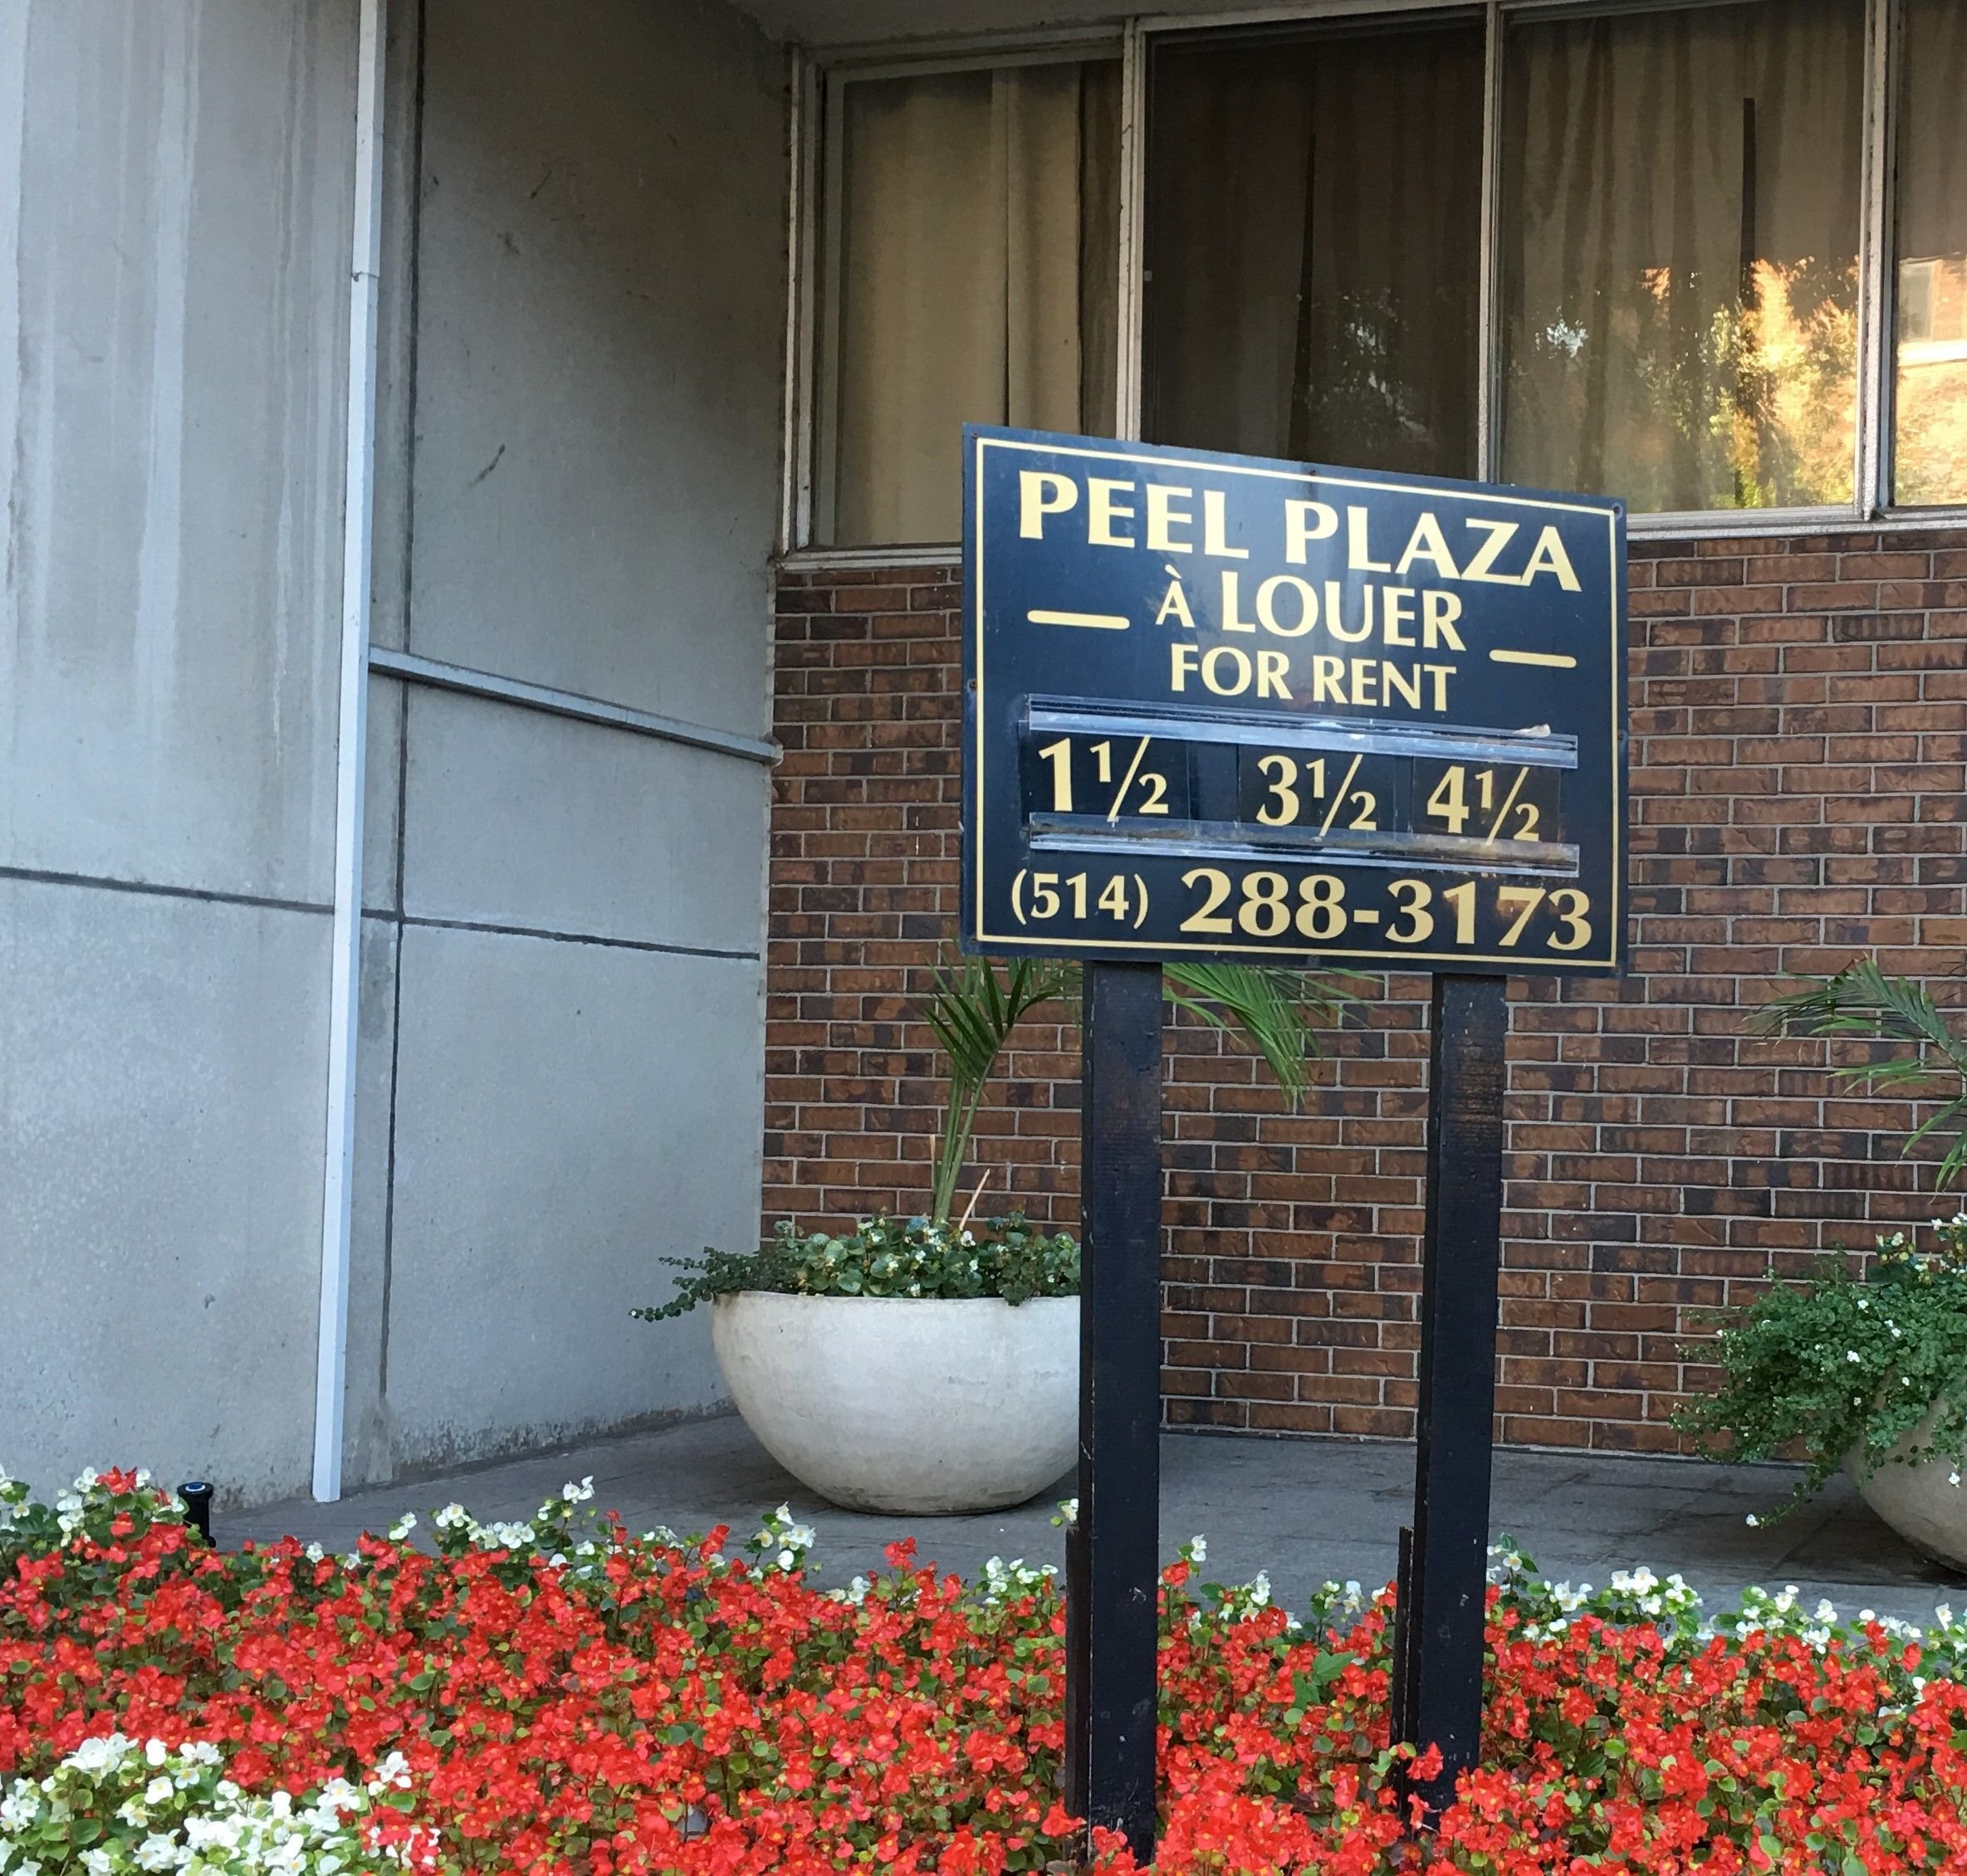 PEEL PLAZA
À LOUER
FOR RENT
1½ 3½ 4½
(514) 288-3173